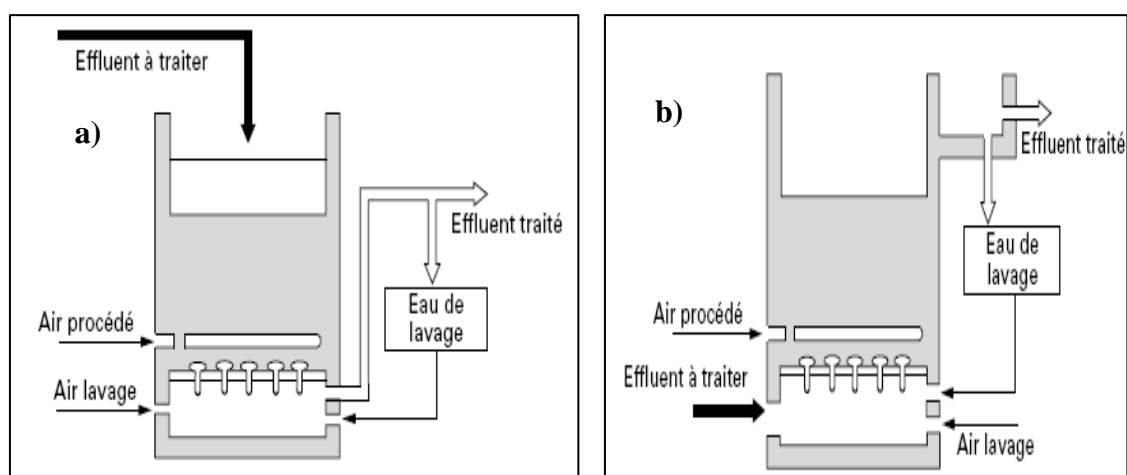 Effluent à traiter
a)
Effluent traité
Eau de
lavage
Air procédé
Air lavage
b)
Effluent traité
Eau de
lavage
Air procédé
Effluent à traiter
Air lavage